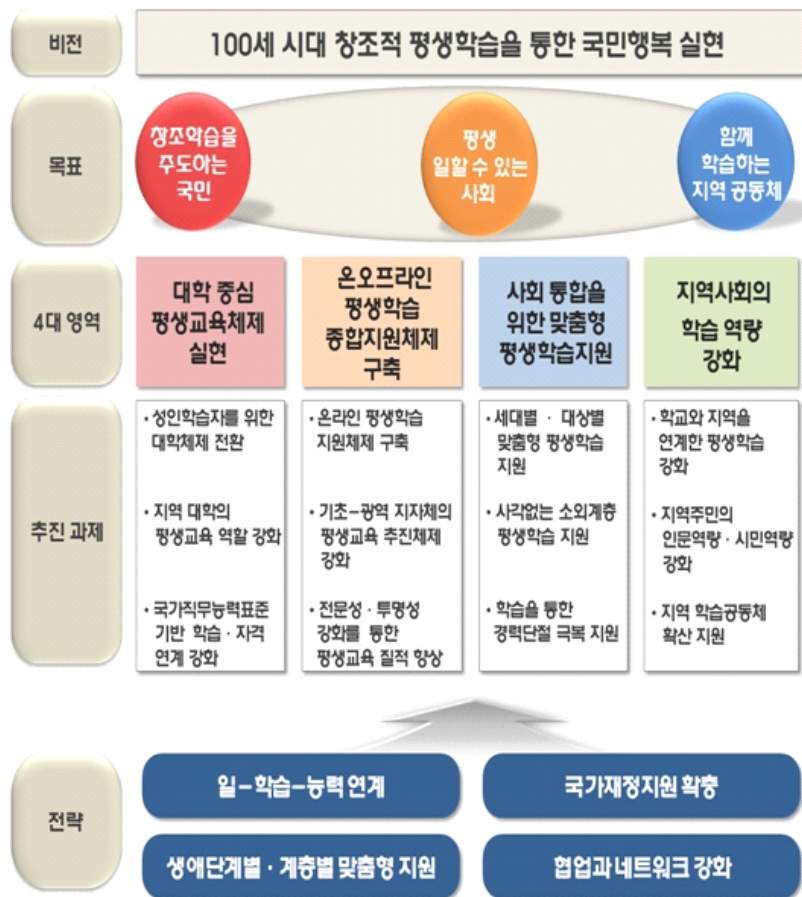 비전
100세 시대 창조적 평생학습을 통한 국민행복 실현
목표
창조학습을
주도하는
국민
평생
일할 수 있는
사회
함께
학습하는
지역 공동체
4대 영역
대학 중심
평생교육체제
실현
온오프라인
평생학습
종합지원체제
구축
사회 통합을
위한 맞춤형
평생학습지원
지역사회의
학습 역량
강화
추진 과제
· 성인학습자를 위한
대학체제 전환
· 지역 대학의
평생교육 역할 강화
· 국가직무능력표준
기반 학습 · 자격
연계 강화
· 온라인 평생학습
지원체제 구축
· 기초-광역 지자체의
평생교육 추진체제
강화
· 전문성 · 투명성
강화를 통한
평생교육 질적 향상
· 세대별 · 대상별
맞춤형 평생학습
지원
· 사각없는 소외계층
평생학습 지원
· 학습을 통한
경력단절 극복 지원
· 학교와 지역을
연계한 평생학습
강화
· 지역주민의
인문역량 · 시민역량
강화
· 지역 학습공동체
확산 지원
전략
일-학습-능력 연계
국가재정지원 확충
생애단계별 · 계층별 맞춤형 지원
협업과 네트워크 강화